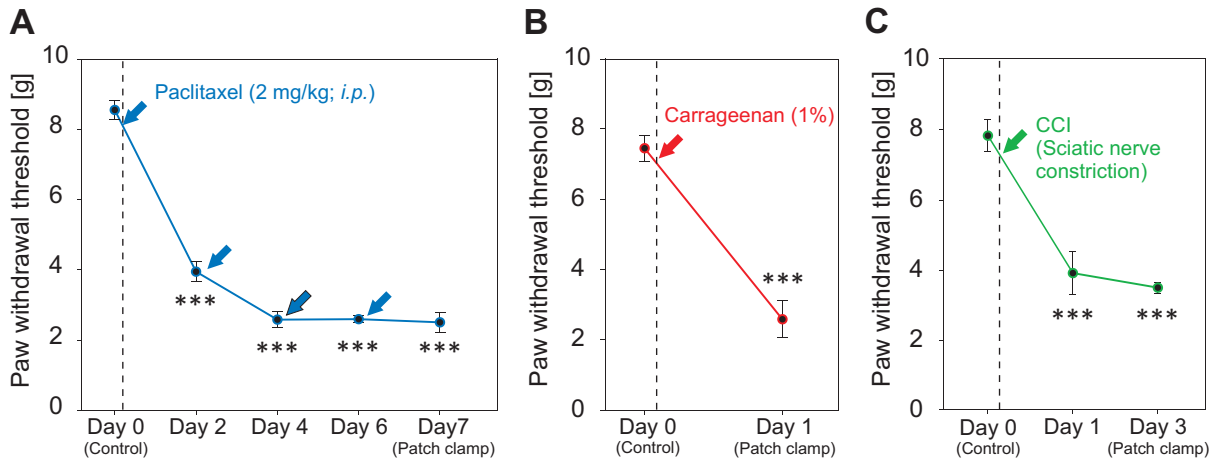 A
Paw withdrawal threshold [g]
10
8
6
4
2
0
Paclitaxel (2 mg/kg; i.p.)
***
***
***
***
Day 0
(Control)
Day 2
Day 4
Day 6
Day7
(Patch clamp)
B
Paw withdrawal threshold [g]
10
8
6
4
2
0
Carrageenan (1%)
***
Day 0
(Control)
Day 1
(Patch clamp)
C
Paw withdrawal threshold [g]
10
8
6
4
2
0
CCI
(Sciatic nerve
constriction)
***
***
Day 0
(Control)
Day 1
Day 3
(Patch clamp)